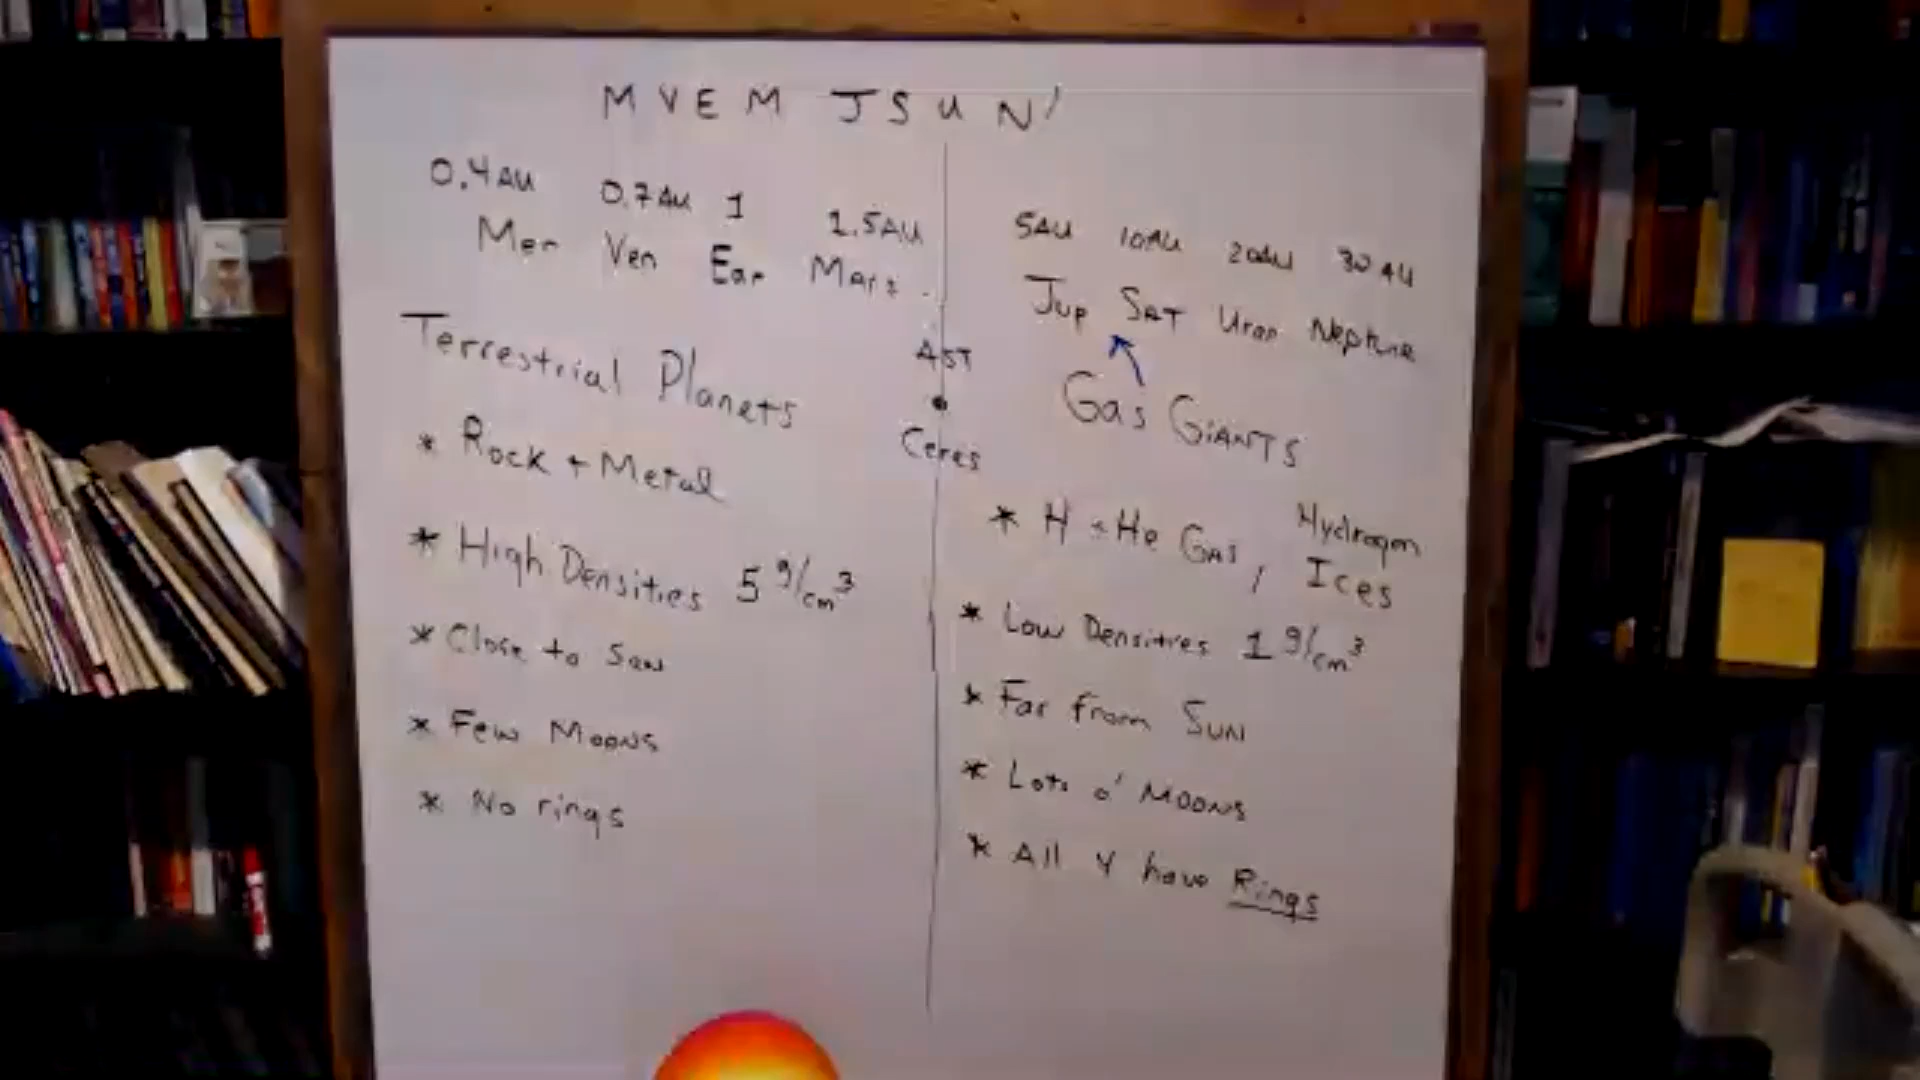 MVEM JSUN'
0.4AU 0.7AU 1 1.5AU
Mer Ven Ear Mars
5AU 10AU 20AU 30AU
Jup SAT Uran Neptune
Terrestrial Planets
* Rock + Metal
* High Densities 5 g/cm³
* Close to Sun
* Few Moons
* No rings
AST
Ceres
Gas GIANTS
* H + He Gas, Hydrogen Ices
* Low Densities 1 g/cm³
* Far from Sun
* Lots o' Moons
* All 4 have Rings